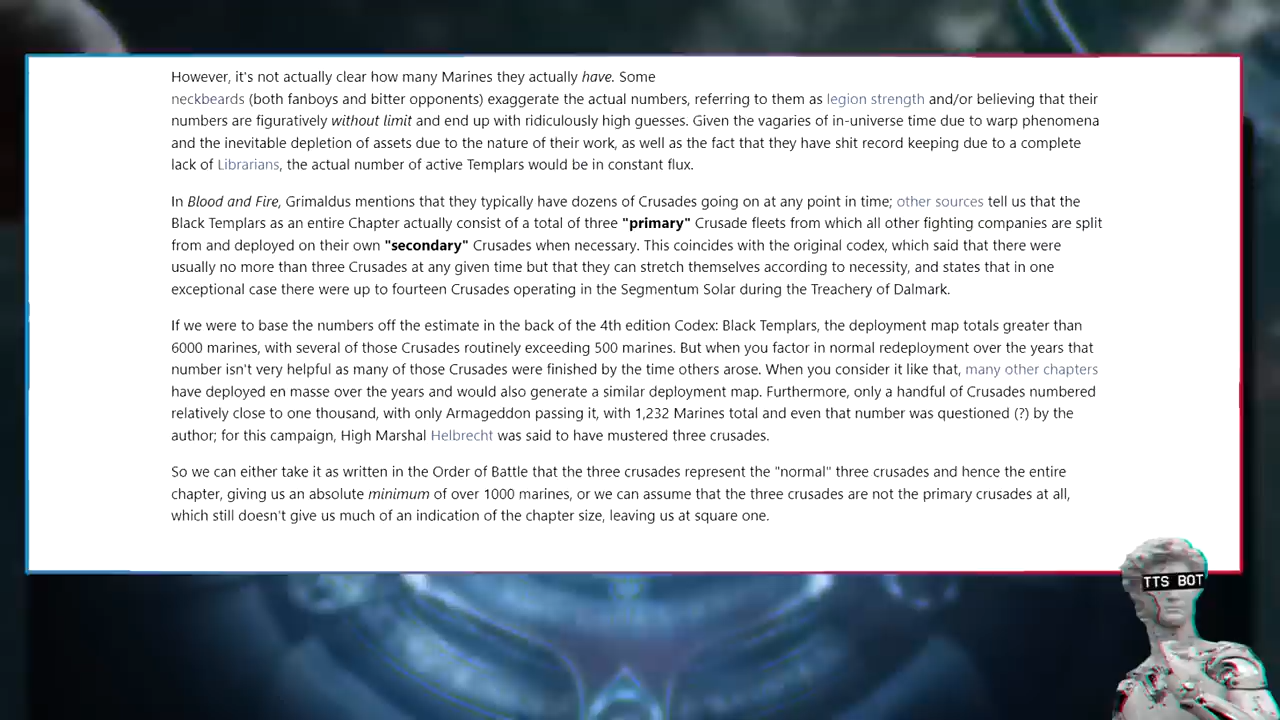 However, it's not actually clear how many Marines they actually have. Some
neckbeards (both fanboys and bitter opponents) exaggerate the actual numbers, referring to them as legion strength and/or believing that their
numbers are figuratively without limit and end up with ridiculously high guesses. Given the vagaries of in-universe time due to warp phenomena
and the inevitable depletion of assets due to the nature of their work, as well as the fact that they have shit record keeping due to a complete
lack of Librarians, the actual number of active Templars would be in constant flux.
In Blood and Fire, Grimaldus mentions that they typically have dozens of Crusades going on at any point in time; other sources tell us that the
Black Templars as an entire Chapter actually consist of a total of three "primary" Crusade fleets from which all other fighting companies are split
from and deployed on their own "secondary" Crusades when necessary. This coincides with the original codex, which said that there were
usually no more than three Crusades at any given time but that they can stretch themselves according to necessity, and states that in one
exceptional case there were up to fourteen Crusades operating in the Segmentum Solar during the Treachery of Dalmark.
If we were to base the numbers off the estimate in the back of the 4th edition Codex: Black Templars, the deployment map totals greater than
6000 marines, with several of those Crusades routinely exceeding 500 marines. But when you factor in normal redeployment over the years that
number isn't very helpful as many of those Crusades were finished by the time others arose. When you consider it like that, many other chapters
have deployed en masse over the years and would also generate a similar deployment map. Furthermore, only a handful of Crusades numbered
relatively close to one thousand, with only Armageddon passing it, with 1,232 Marines total and even that number was questioned (?) by the
author; for this campaign, High Marshal Helbrecht was said to have mustered three crusades.
So we can either take it as written in the Order of Battle that the three crusades represent the "normal" three crusades and hence the entire
chapter, giving us an absolute minimum of over 1000 marines, or we can assume that the three crusades are not the primary crusades at all,
which still doesn't give us much of an indication of the chapter size, leaving us at square one.
TTS BOT